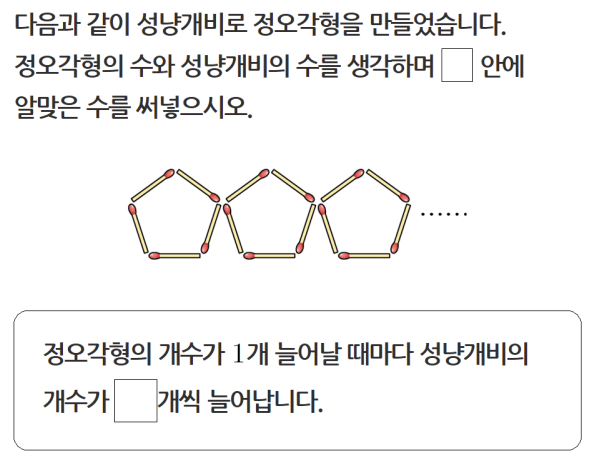 다음과 같이 성냥개비로 정오각형을 만들었습니다.
정오각형의 수와 성냥개비의 수를 생각하며 □ 안에
알맞은 수를 써넣으시오.
……
정오각형의 개수가 1개 늘어날 때마다 성냥개비의
개수가 □개씩 늘어납니다.